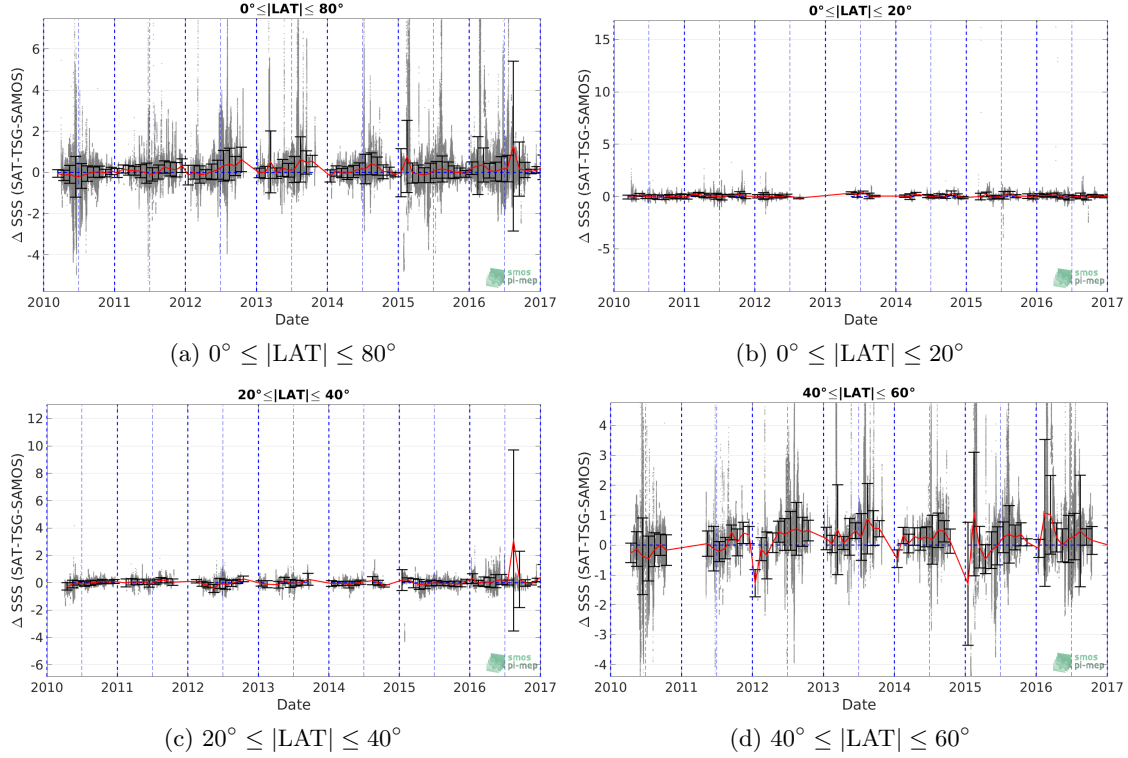 0°≤|LAT|≤ 80°
Δ SSS (SAT-TSG-SAMOS)
6
4
2
0
-2
-4
2010 2011 2012 2013 2014 2015 2016 2017
Date
smos
pi-mep
(a) 0° ≤ |LAT| ≤ 80°
0°≤|LAT|≤ 20°
Δ SSS (SAT-TSG-SAMOS)
15
10
5
0
-5
2010 2011 2012 2013 2014 2015 2016 2017
Date
smos
pi-mep
(b) 0° ≤ |LAT| ≤ 20°
20°≤|LAT|≤ 40°
Δ SSS (SAT-TSG-SAMOS)
12
10
8
6
4
2
0
-2
-4
-6
2010 2011 2012 2013 2014 2015 2016 2017
Date
smos
pi-mep
(c) 20° ≤ |LAT| ≤ 40°
40°≤|LAT|≤ 60°
Δ SSS (SAT-TSG-SAMOS)
4
3
2
1
0
-1
-2
-3
-4
2010 2011 2012 2013 2014 2015 2016 2017
Date
smos
pi-mep
(d) 40° ≤ |LAT| ≤ 60°